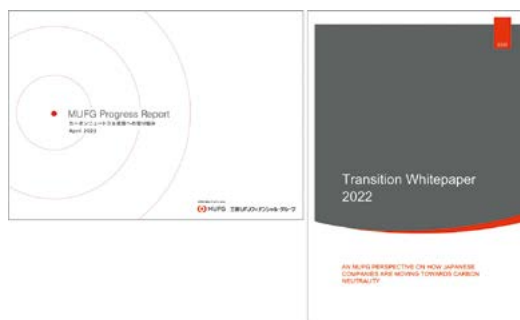 MUFG Progress Report
カーボンニュートラル実現への取り組み
April 2022
MUFG 三菱UFJフィナンシャル・グループ
Transition Whitepaper
2022
AN MUFG PERSPECTIVE ON HOW JAPANESE
COMPANIES ARE MOVING TOWARDS CARBON
NEUTRALITY